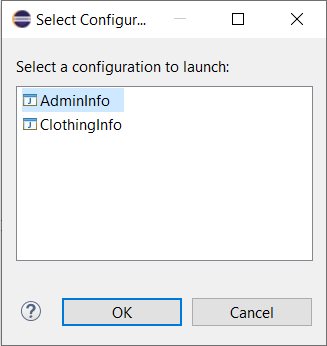 Select Configur...
Select a configuration to launch:
AdminInfo
ClothingInfo
OK
Cancel